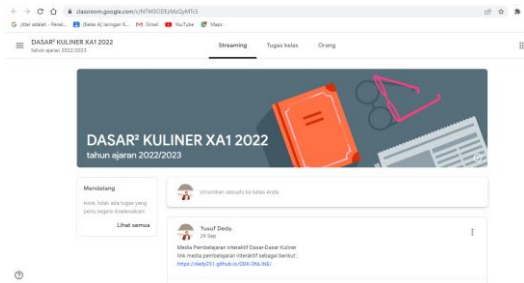 classroom.google.com/c/NTM3ODEzMzQyMTc1
[Kelas A] Jaringan K...
Gmail
YouTube
Maps
DASAR² KULINER XA1 2022
tahun ajaran 2022/2023
Streaming
Tugas kelas
Orang
DASAR² KULINER XA1 2022
tahun ajaran 2022/2023
Mendatang
Hore, tidak ada tugas yang
perlu segera diselesaikan!
Lihat semua
Umumkan sesuatu ke kelas Anda
Yusuf Dedy.
29 Sep
Media Pembelajaran interaktif Dasar-Dasar Kuliner
link media pembelajaran interaktif sebagai berikut: